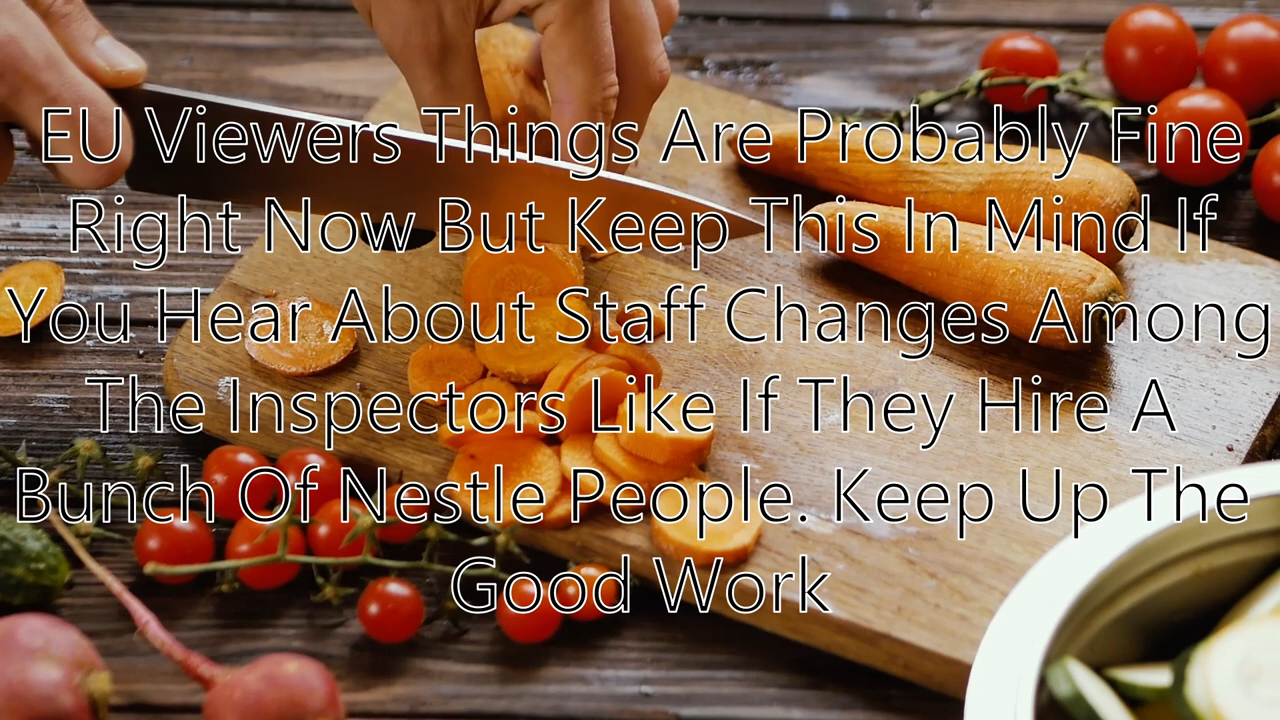 EU Viewers Things Are Probably Fine
Right Now But Keep This In Mind If
You Hear About Staff Changes Among
The Inspectors Like If They Hire A
Bunch Of Nestle People. Keep Up The
Good Work